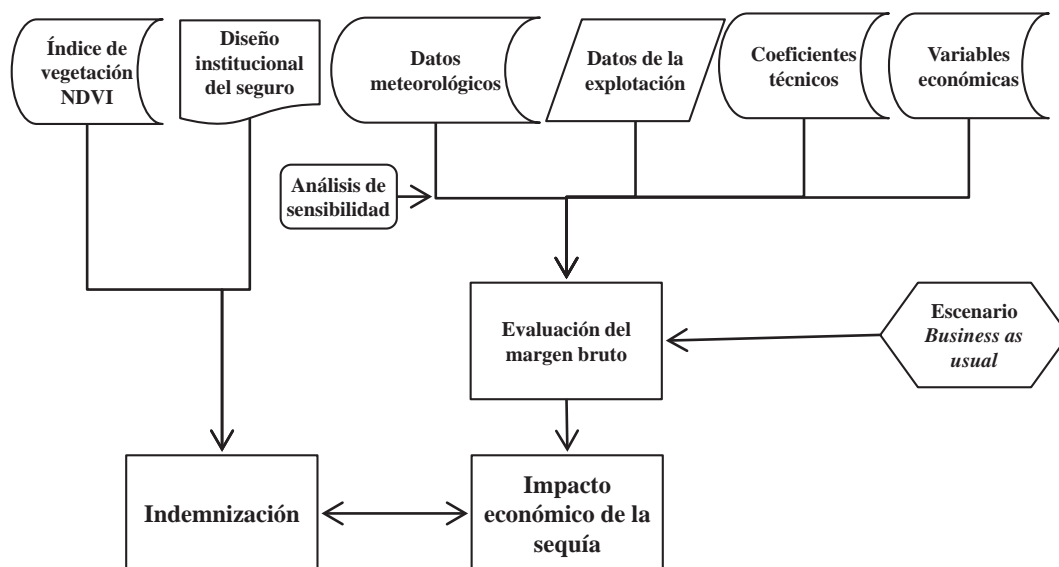 Índice de
vegetación
NDVI
Diseño
institucional
del seguro
Datos
meteorológicos
Datos de la
explotación
Coeficientes
técnicos
Variables
económicas
Análisis de
sensibilidad
Evaluación del
margen bruto
Escenario
Business as
usual
Indemnización
Impacto
económico de la
sequía